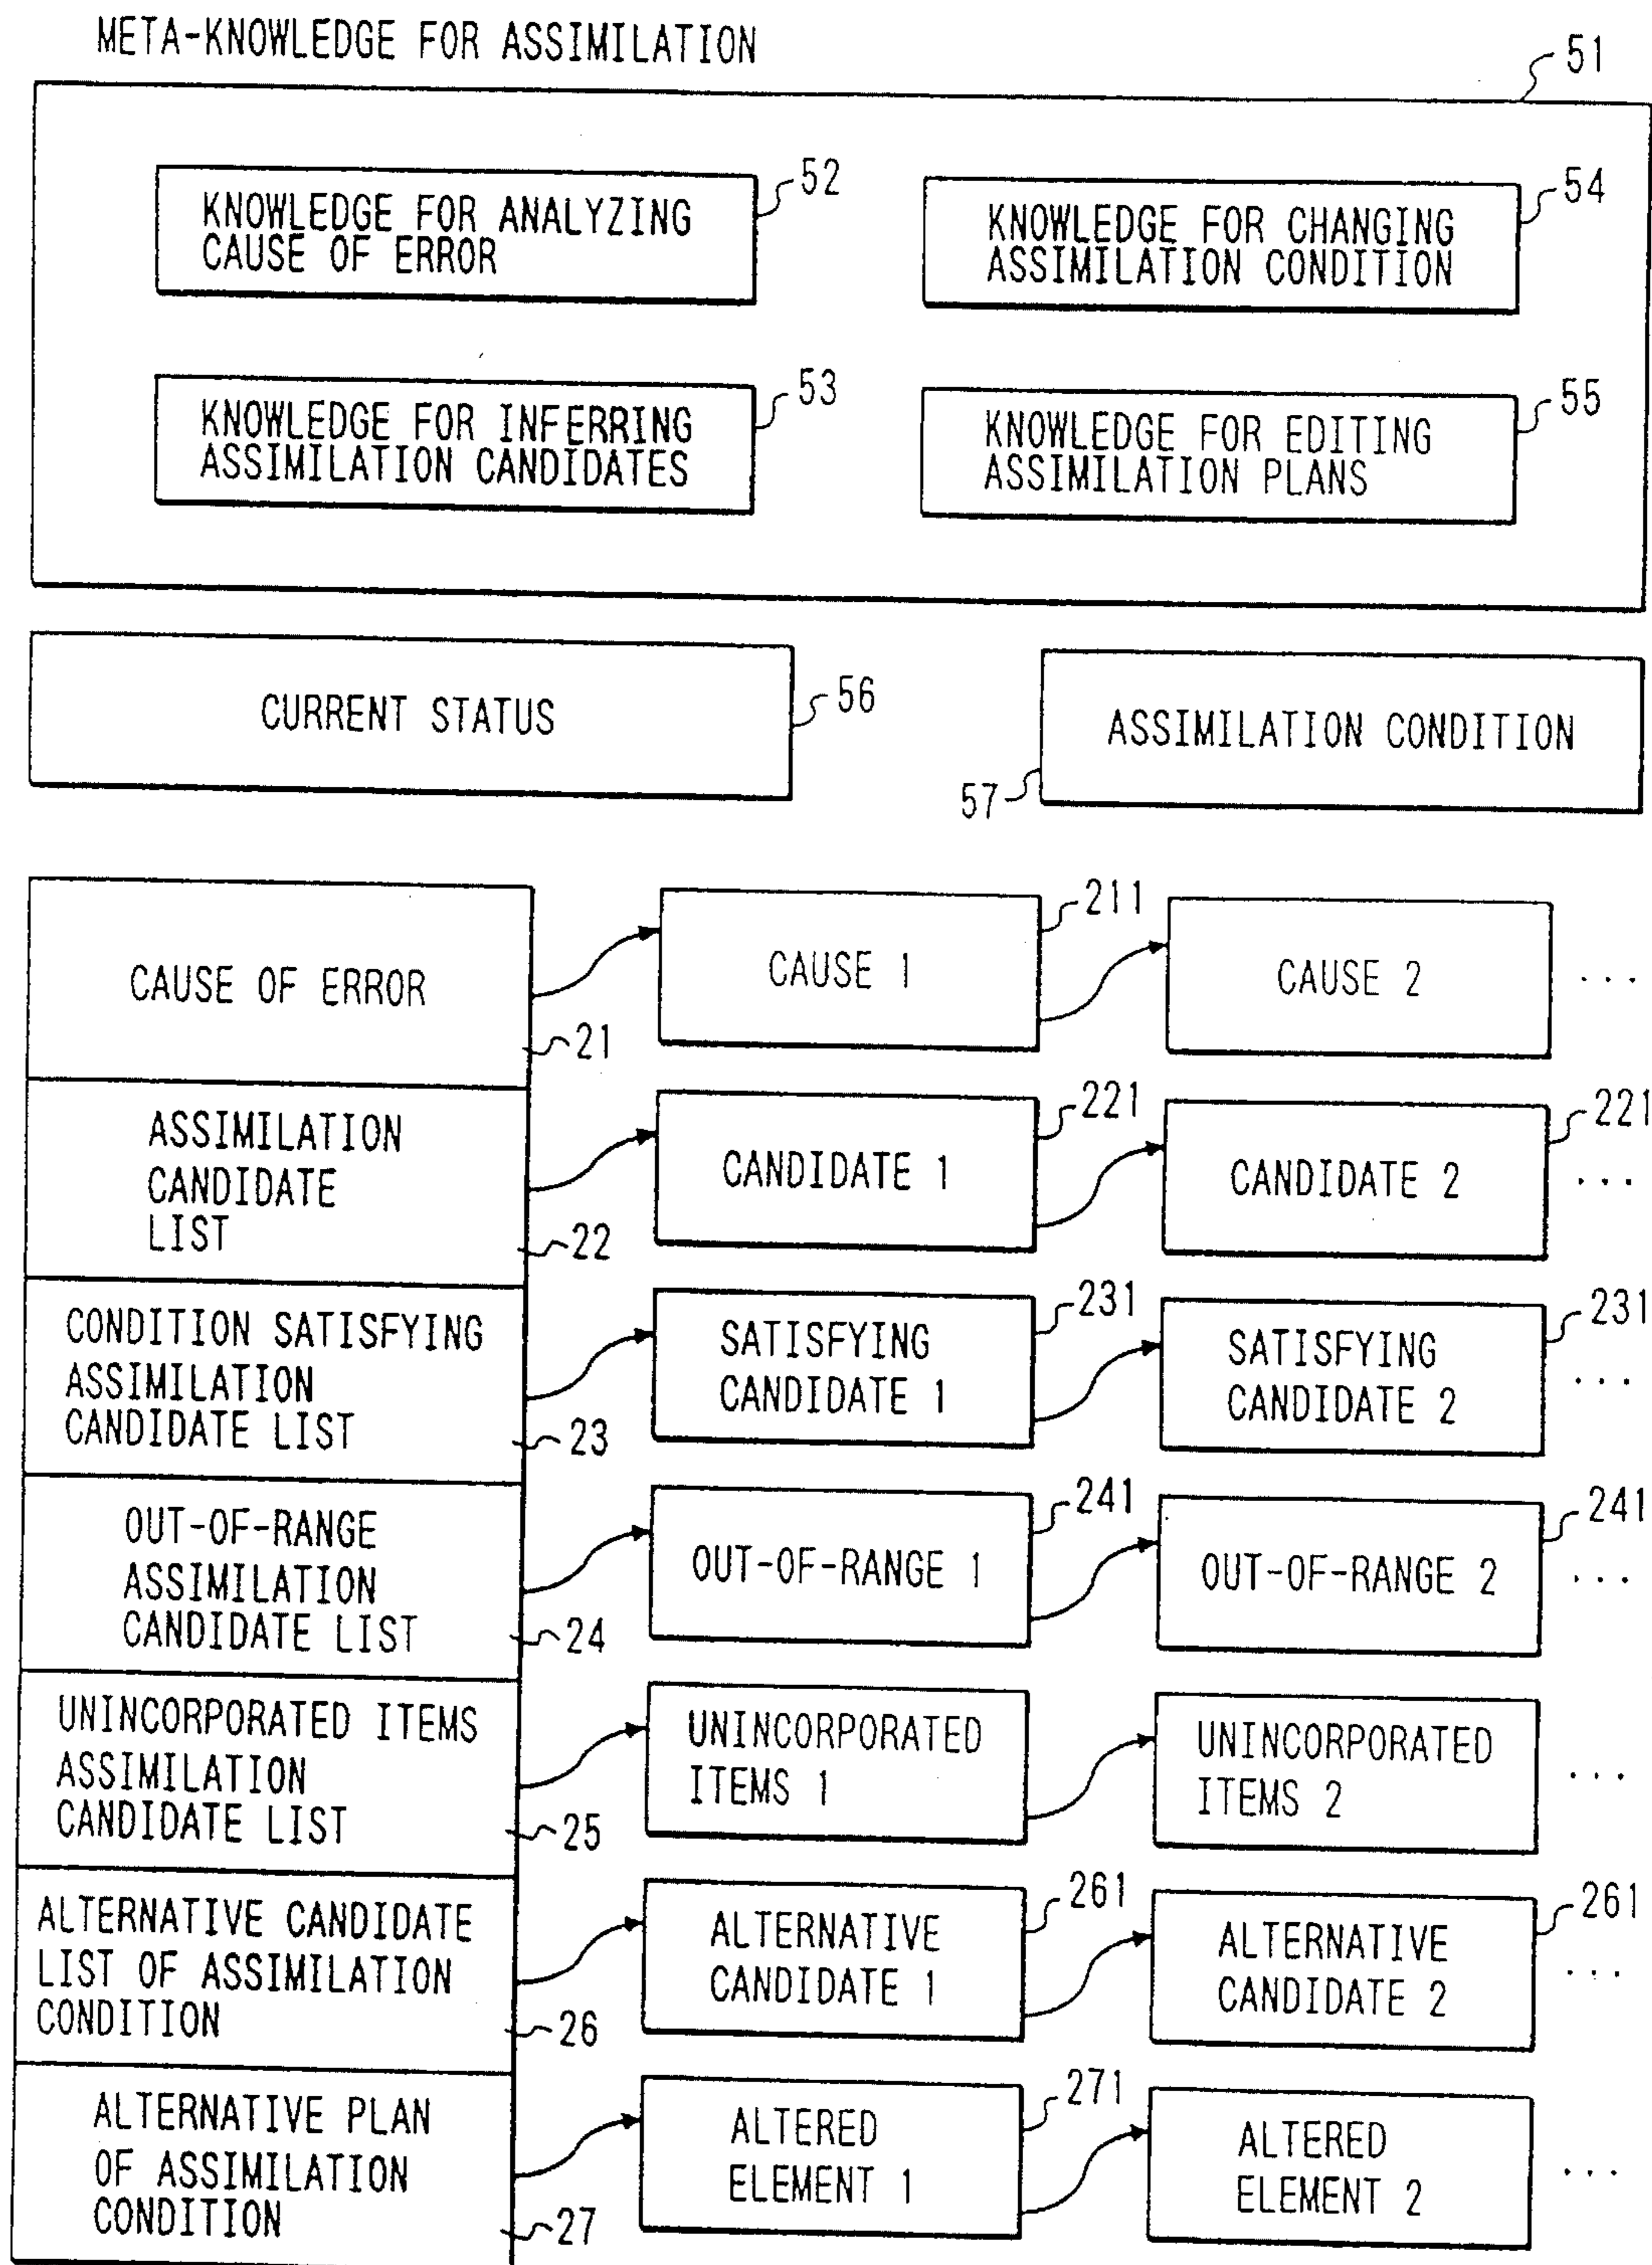 META-KNOWLEDGE FOR ASSIMILATION
51
KNOWLEDGE FOR ANALYZING
CAUSE OF ERROR
52
KNOWLEDGE FOR CHANGING
ASSIMILATION CONDITION
54
KNOWLEDGE FOR INFERRING
ASSIMILATION CANDIDATES
53
KNOWLEDGE FOR EDITING
ASSIMILATION PLANS
55
CURRENT STATUS
56
ASSIMILATION CONDITION
57
CAUSE OF ERROR
21
CAUSE 1
211
CAUSE 2
...
ASSIMILATION
CANDIDATE
LIST
22
CANDIDATE 1
221
CANDIDATE 2
221
...
CONDITION SATISFYING
ASSIMILATION
CANDIDATE LIST
23
SATISFYING
CANDIDATE 1
231
SATISFYING
CANDIDATE 2
231
...
OUT-OF-RANGE
ASSIMILATION
CANDIDATE LIST
24
OUT-OF-RANGE 1
241
OUT-OF-RANGE 2
241
...
UNINCORPORATED ITEMS
ASSIMILATION
CANDIDATE LIST
25
UNINCORPORATED
ITEMS 1
UNINCORPORATED
ITEMS 2
...
ALTERNATIVE CANDIDATE
LIST OF ASSIMILATION
CONDITION
26
ALTERNATIVE
CANDIDATE 1
261
ALTERNATIVE
CANDIDATE 2
261
...
ALTERNATIVE PLAN
OF ASSIMILATION
CONDITION
27
ALTERED
ELEMENT 1
271
ALTERED
ELEMENT 2
...